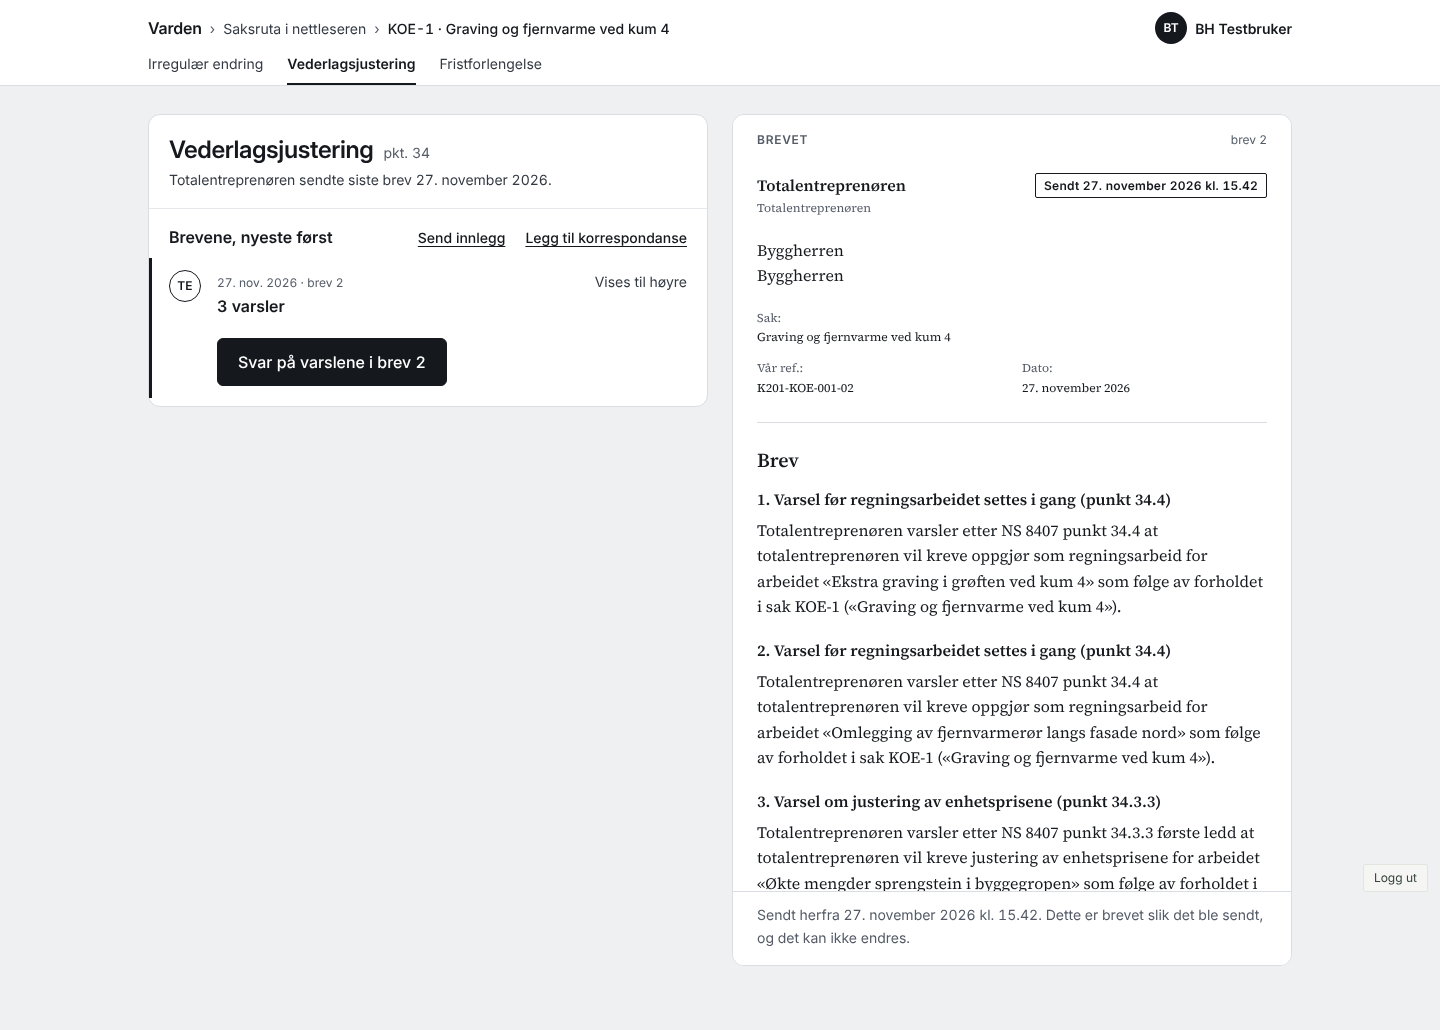 Varden › Saksruta i nettleseren › KOE-1 · Graving og fjernvarme ved kum 4
BT BH Testbruker
Irregulær endring Vederlagsjustering Fristforlengelse
Vederlagsjustering pkt. 34
Totalentreprenøren sendte siste brev 27. november 2026.
Brevene, nyeste først Send innlegg Legg til korrespondanse
TE 27. nov. 2026 · brev 2 Vises til høyre
3 varsler
Svar på varslene i brev 2
BREVET brev 2
Totalentreprenøren Sendt 27. november 2026 kl. 15.42
Totalentreprenøren
Byggherren
Byggherren
Sak:
Graving og fjernvarme ved kum 4
Vår ref.: Dato:
K201-KOE-001-02 27. november 2026
Brev
1. Varsel før regningsarbeidet settes i gang (punkt 34.4)
Totalentreprenøren varsler etter NS 8407 punkt 34.4 at
totalentreprenøren vil kreve oppgjør som regningsarbeid for
arbeidet «Ekstra graving i grøften ved kum 4» som følge av forholdet
i sak KOE-1 («Graving og fjernvarme ved kum 4»).
2. Varsel før regningsarbeidet settes i gang (punkt 34.4)
Totalentreprenøren varsler etter NS 8407 punkt 34.4 at
totalentreprenøren vil kreve oppgjør som regningsarbeid for
arbeidet «Omlegging av fjernvarmerør langs fasade nord» som følge
av forholdet i sak KOE-1 («Graving og fjernvarme ved kum 4»).
3. Varsel om justering av enhetsprisene (punkt 34.3.3)
Totalentreprenøren varsler etter NS 8407 punkt 34.3.3 første ledd at
totalentreprenøren vil kreve justering av enhetsprisene for arbeidet
«Økte mengder sprengstein i byggegropen» som følge av forholdet i
Logg ut
Sendt herfra 27. november 2026 kl. 15.42. Dette er brevet slik det ble sendt,
og det kan ikke endres.